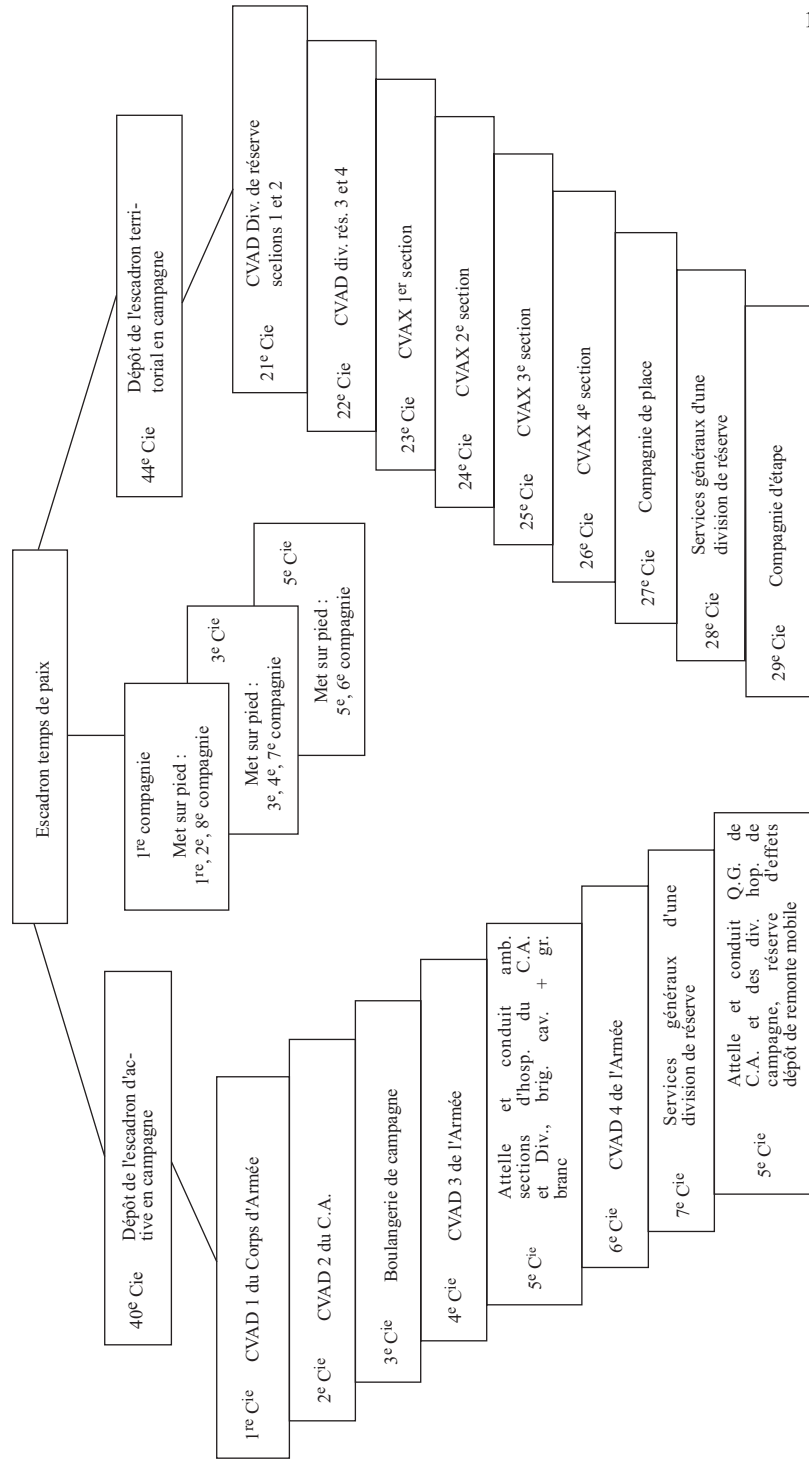 Escadron temps de paix
40e Cie
Dépôt de l'escadron d'ac-
tive en campagne
1re Cie CVAD 1 du Corps d'Armée
2e Cie CVAD 2 du C.A.
3e Cie Boulangerie de campagne
4e Cie CVAD 3 de l'Armée
5e Cie
Attelle et conduit amb.
sections d'hosp. du C.A.
et Div., brig. cav. + gr.
branc
6e Cie CVAD 4 de l'Armée
7e Cie
Services généraux d'une
division de réserve
5e Cie
Attelle et conduit Q.G. de
C.A. et des div. hop. de
campagne, réserve d'effets
dépôt de remonte mobile
1re compagnie
Met sur pied :
1re, 2e, 8e compagnie
3e Cie
Met sur pied :
3e, 4e, 7e compagnie
5e Cie
Met sur pied :
5e, 6e compagnie
44e Cie
Dépôt de l'escadron terri-
torial en campagne
21e Cie
CVAD Div. de réserve
scelions 1 et 2
22e Cie CVAD div. rés. 3 et 4
23e Cie CVAX 1er section
24e Cie CVAX 2e section
25e Cie CVAX 3e section
26e Cie CVAX 4e section
27e Cie Compagnie de place
28e Cie
Services généraux d'une
division de réserve
29e Cie Compagnie d'étape